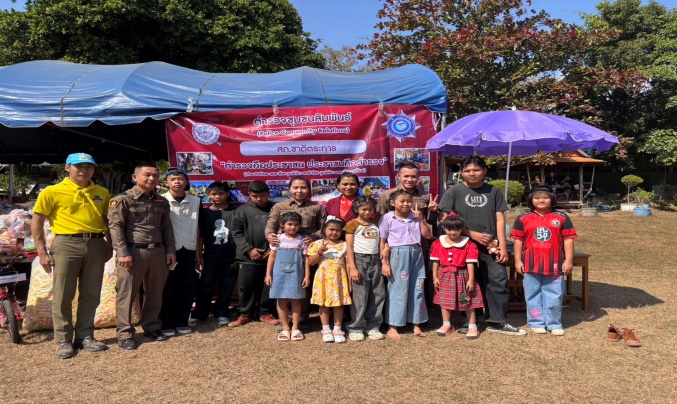 ตำรวจชุมชนสัมพันธ์
(Police Community Relations)
สภ.ชาติตระการ
"ตำรวจคือประชาชน ประชาชนคือตำรวจ"
LITE